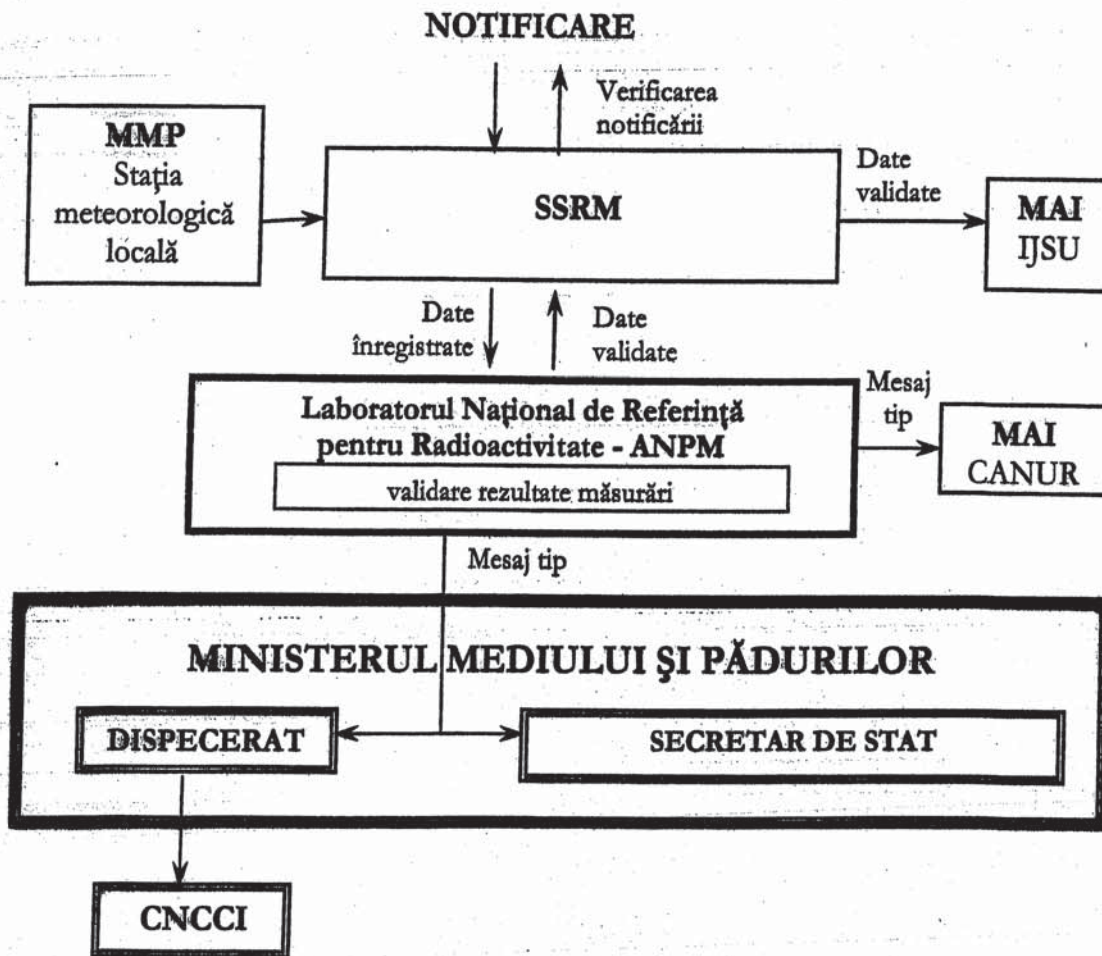 NOTIFICARE
Verificarea
notificării
MMP
Stația
meteorologică
locală
SSRM
Date
validate
MAI
IJSU
Date
înregistrate
Date
validate
Laboratorul Național de Referință
pentru Radioactivitate - ANPM
validare rezultate măsurări
Mesaj
tip
MAI
CANUR
Mesaj tip
MINISTERUL MEDIULUI ȘI PĂDURILOR
DISPECERAT
SECRETAR DE STAT
CNCCI